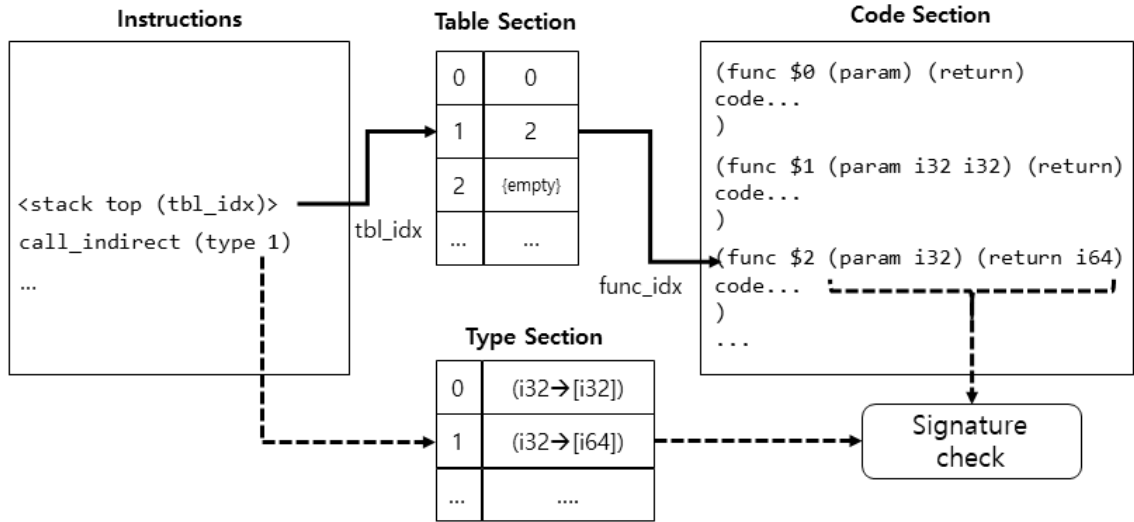 Instructions
<stack top (tbl_idx)>
call_indirect (type 1)
...
tbl_idx
Table Section
0 0
1 2
2 {empty}
... ...
func_idx
Code Section
(func $0 (param) (return)
code...
)
(func $1 (param i32 i32) (return)
code...
)
(func $2 (param i32) (return i64)
code...
)
...
Type Section
0 (i32→[i32])
1 (i32→[i64])
... ....
Signature
check